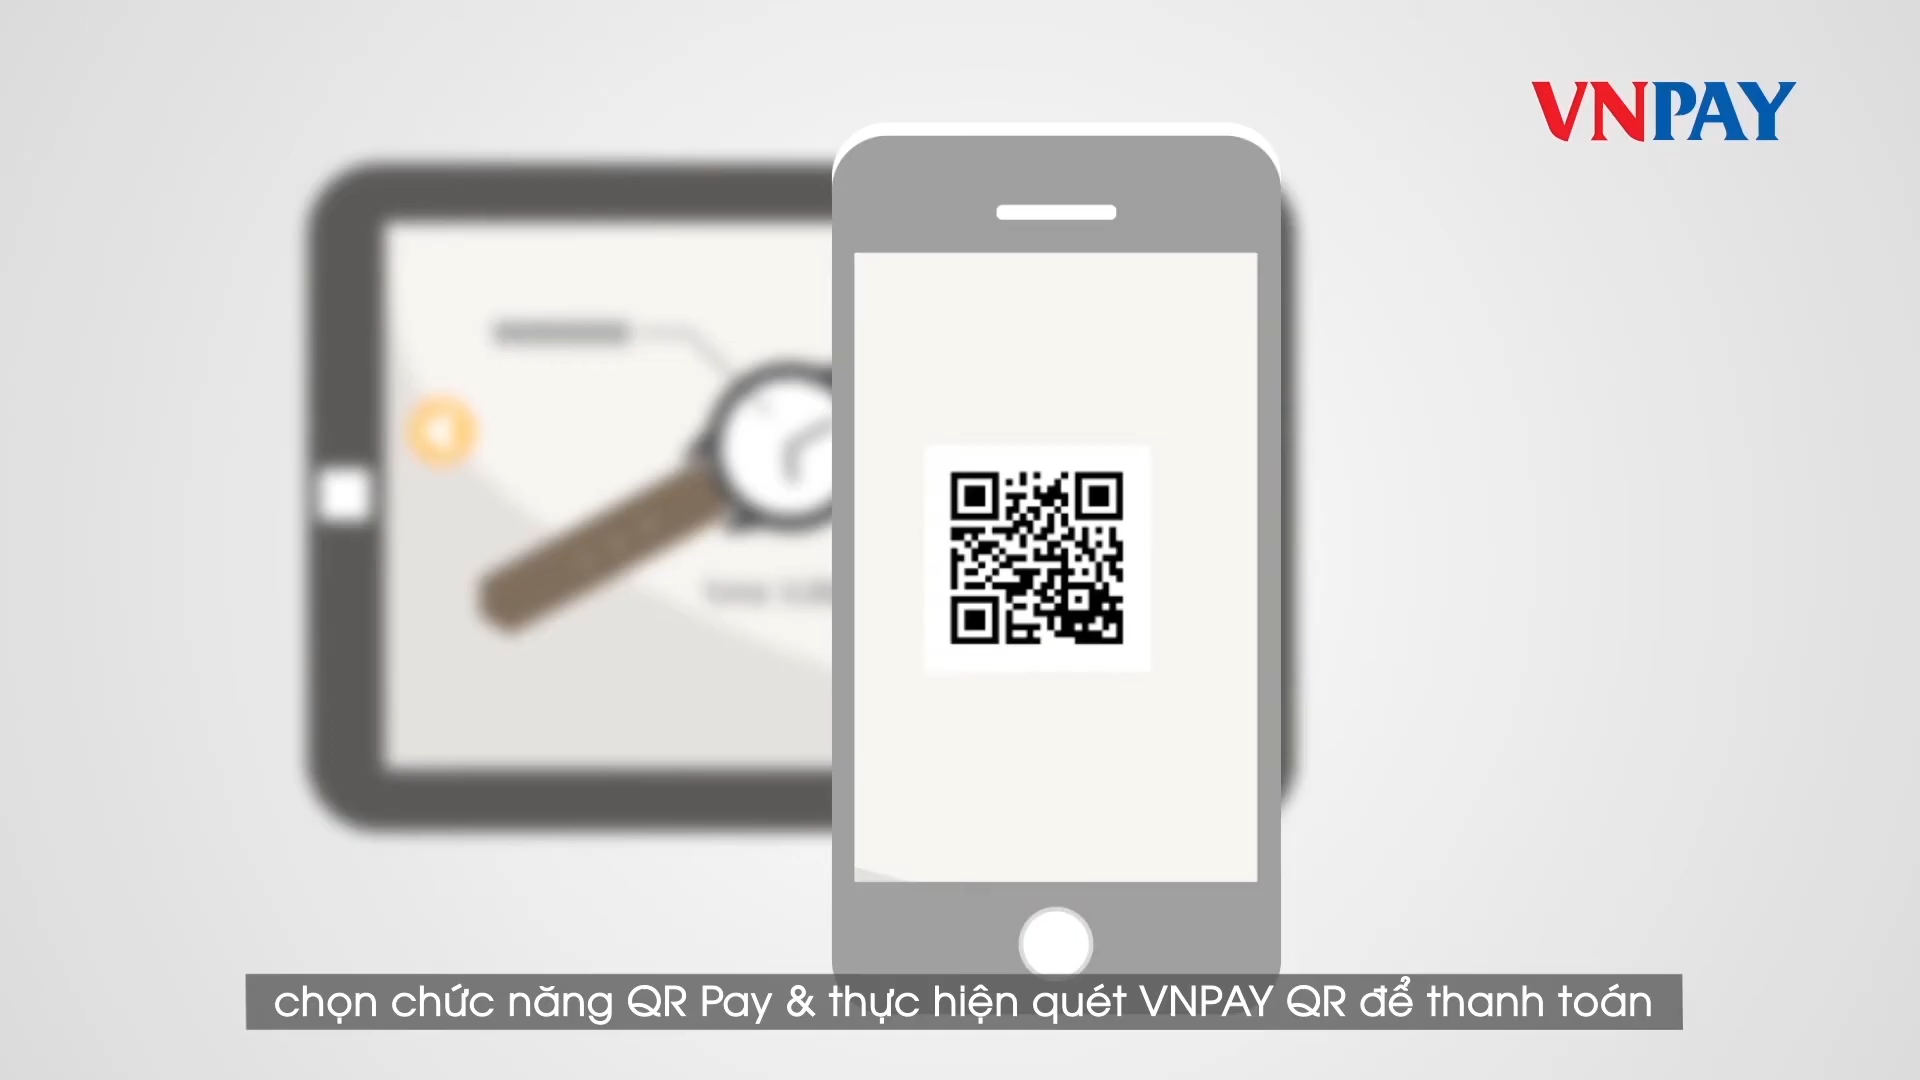 VNPAY
chọn chức năng QR Pay & thực hiện quét VNPAY QR để thanh toán